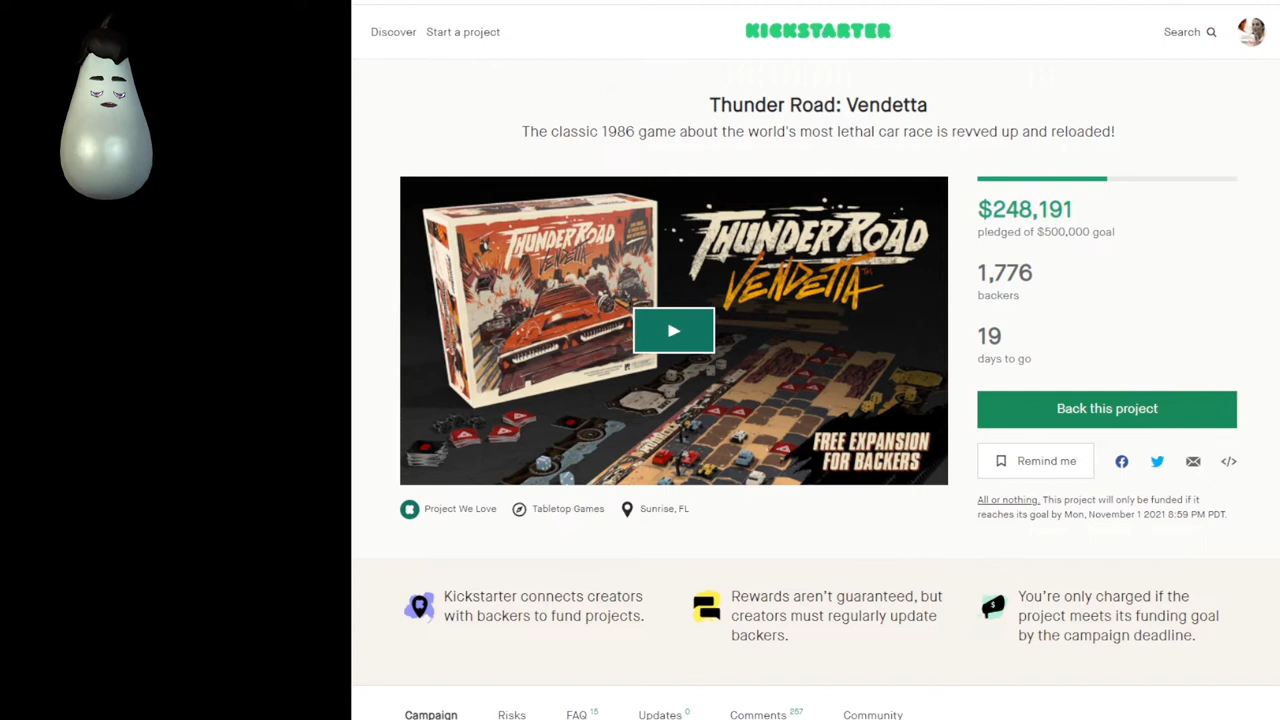 Discover Start a project
KICKSTARTER
Search
Thunder Road: Vendetta
The classic 1986 game about the world's most lethal car race is revved up and reloaded!
THUNDER ROAD
VENDETTA
THUNDER ROAD
VENDETTA™
FREE EXPANSION
FOR BACKERS
$248,191
pledged of $500,000 goal
1,776
backers
19
days to go
Back this project
Remind me
All or nothing. This project will only be funded if it
reaches its goal by Mon, November 1 2021 8:59 PM PDT.
Project We Love Tabletop Games Sunrise, FL
Kickstarter connects creators
with backers to fund projects.
Rewards aren't guaranteed, but
creators must regularly update
backers.
You're only charged if the
project meets its funding goal
by the campaign deadline.
Campaign Risks FAQ 15 Updates 0 Comments 257 Community